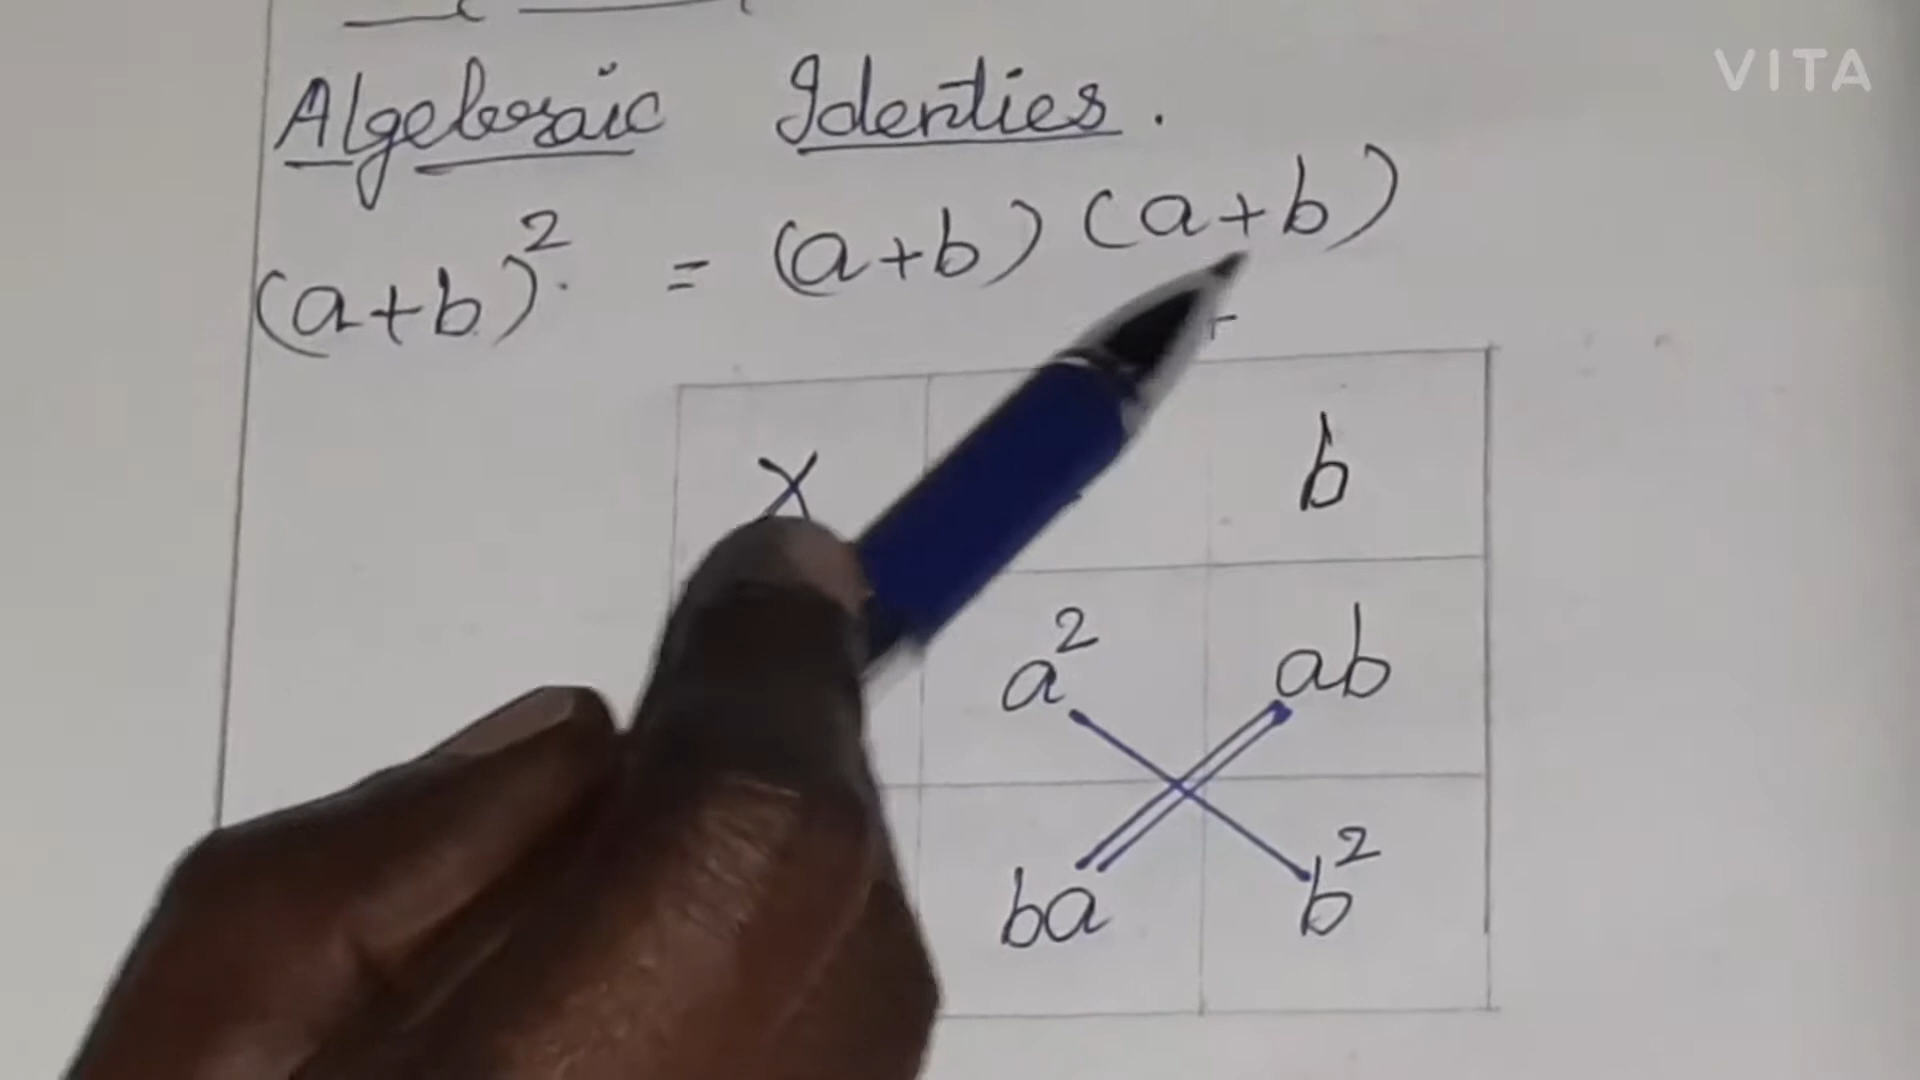 VITA
Algebraic Identies.
(a+b)² = (a+b) (a+b)
+
x b
a² ab
ba b²